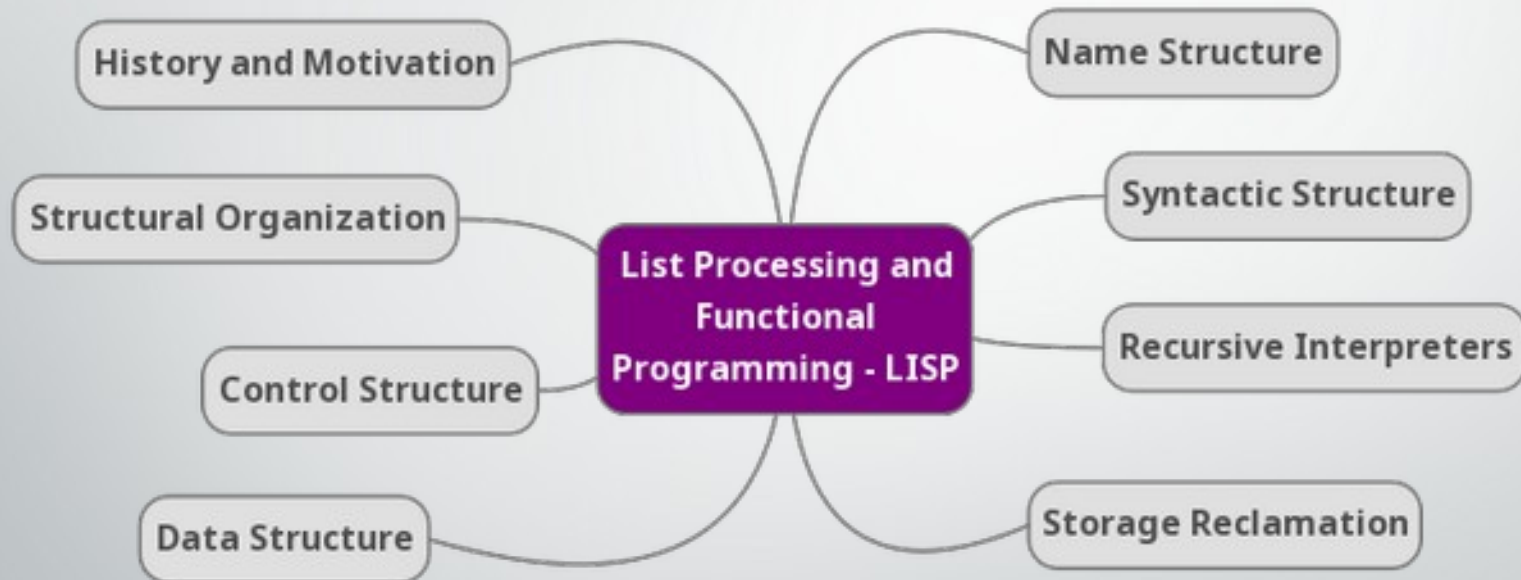 History and Motivation
Structural Organization
Control Structure
Data Structure
List Processing and
Functional
Programming - LISP
Name Structure
Syntactic Structure
Recursive Interpreters
Storage Reclamation